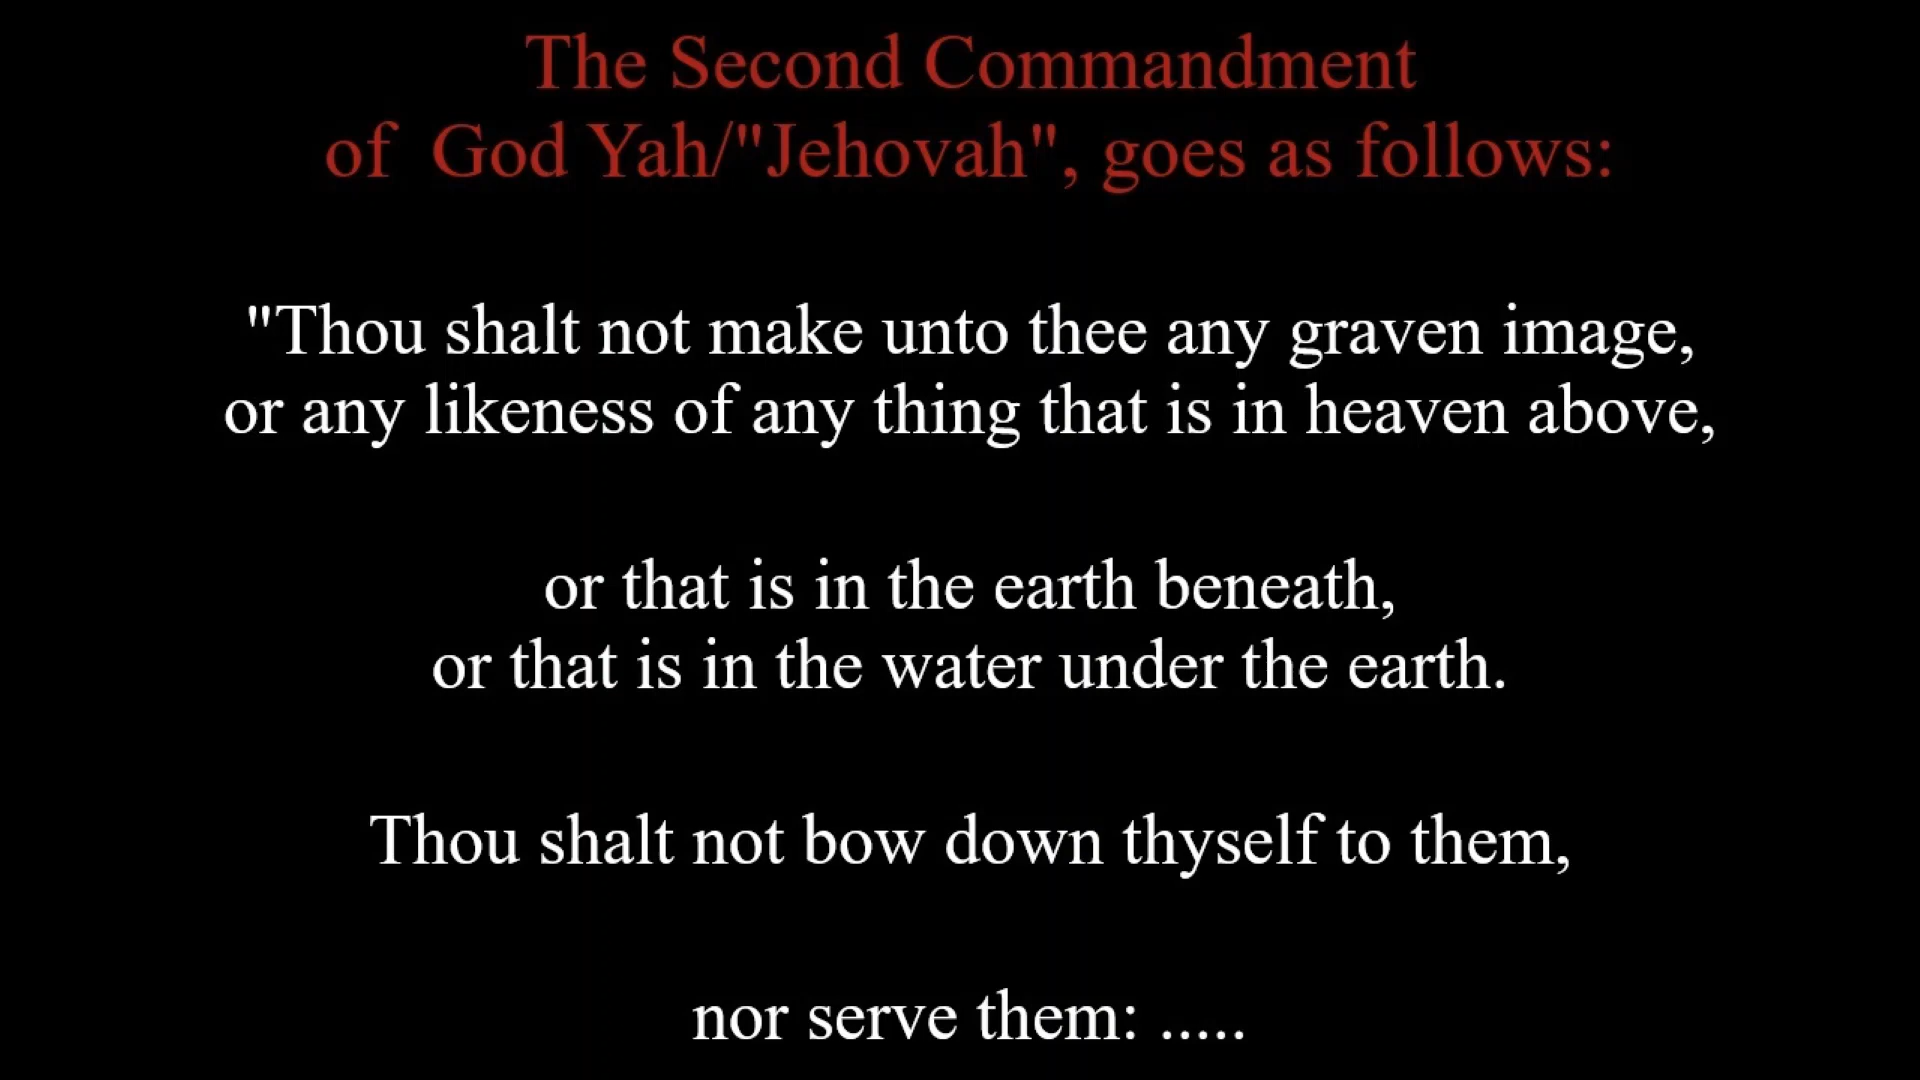 The Second Commandment
of  God Yah/"Jehovah", goes as follows:
"Thou shalt not make unto thee any graven image,
or any likeness of any thing that is in heaven above,
or that is in the earth beneath,
or that is in the water under the earth.
Thou shalt not bow down thyself to them,
nor serve them: .....